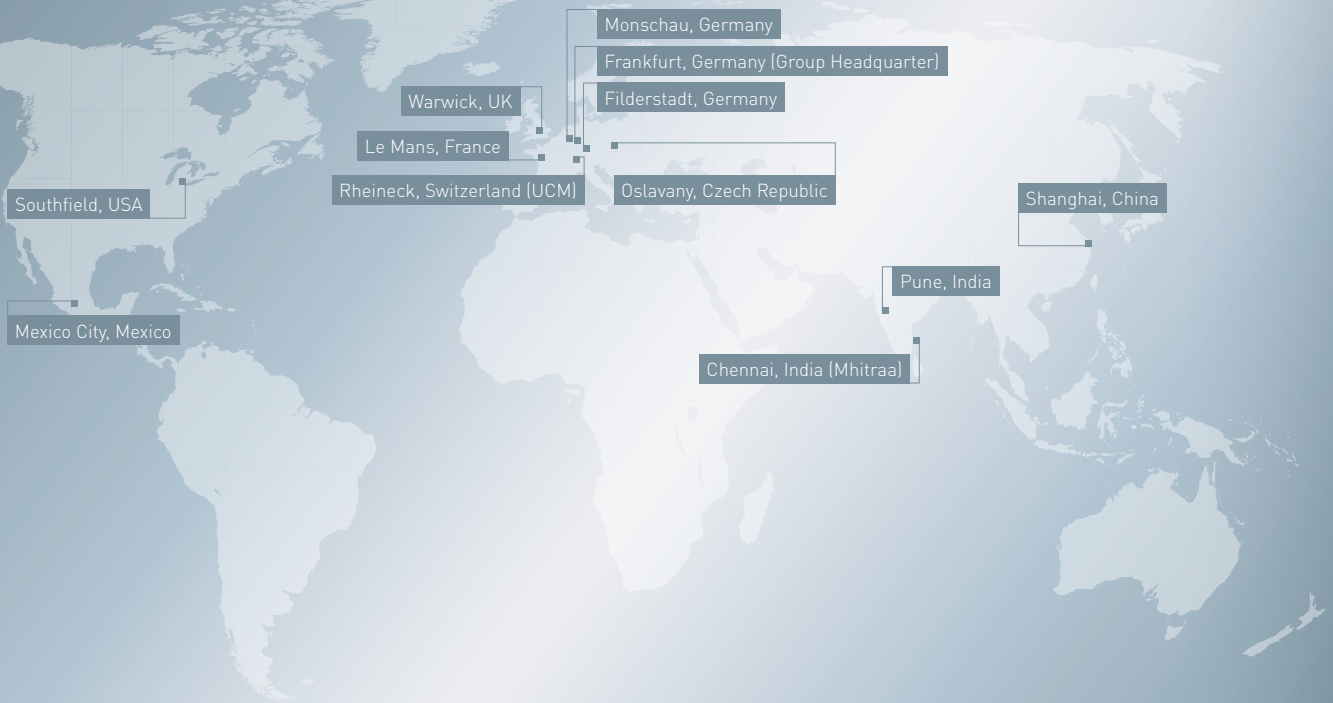 Monschau, Germany
Frankfurt, Germany (Group Headquarter)
Filderstadt, Germany
Warwick, UK
Le Mans, France
Rheineck, Switzerland (UCM)
Oslavany, Czech Republic
Southfield, USA
Shanghai, China
Pune, India
Mexico City, Mexico
Chennai, India (Mhitraa)